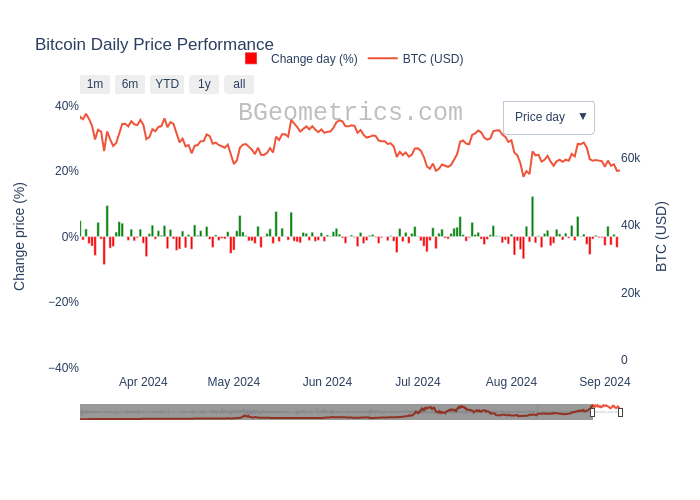 Bitcoin Daily Price Performance
Change day (%) BTC (USD)
1m 6m YTD 1y all
BGeometrics.com
Price day ▼
40%
20%
0%
−20%
−40%
Change price (%)
60k
40k
20k
0
BTC (USD)
Apr 2024 May 2024 Jun 2024 Jul 2024 Aug 2024 Sep 2024